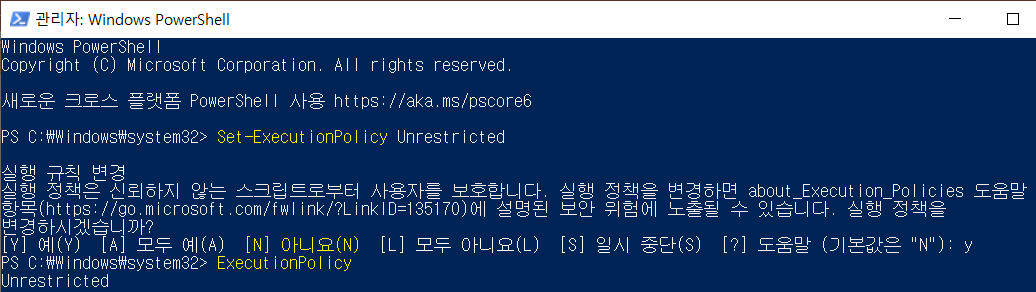 관리자: Windows PowerShell
Windows PowerShell
Copyright (C) Microsoft Corporation. All rights reserved.
새로운 크로스 플랫폼 PowerShell 사용 https://aka.ms/pscore6
PS C:₩Windows₩system32> Set-ExecutionPolicy Unrestricted
실행 규칙 변경
실행 정책은 신뢰하지 않는 스크립트로부터 사용자를 보호합니다. 실행 정책을 변경하면 about_Execution_Policies 도움말
항목(https://go.microsoft.com/fwlink/?LinkID=135170)에 설명된 보안 위험에 노출될 수 있습니다. 실행 정책을
변경하시겠습니까?
[Y] 예(Y)  [A] 모두 예(A)  [N] 아니요(N)  [L] 모두 아니요(L)  [S] 일시 중단(S)  [?] 도움말 (기본값은 "N"): y
PS C:₩Windows₩system32> ExecutionPolicy
Unrestricted